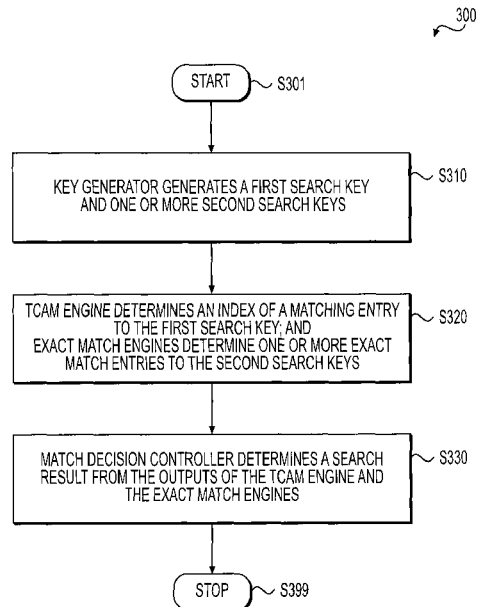 300
START
S301
KEY GENERATOR GENERATES A FIRST SEARCH KEY
AND ONE OR MORE SECOND SEARCH KEYS
S310
TCAM ENGINE DETERMINES AN INDEX OF A MATCHING ENTRY
TO THE FIRST SEARCH KEY; AND
EXACT MATCH ENGINES DETERMINE ONE OR MORE EXACT
MATCH ENTRIES TO THE SECOND SEARCH KEYS
S320
MATCH DECISION CONTROLLER DETERMINES A SEARCH
RESULT FROM THE OUTPUTS OF THE TCAM ENGINE AND
THE EXACT MATCH ENGINES
S330
STOP
S399